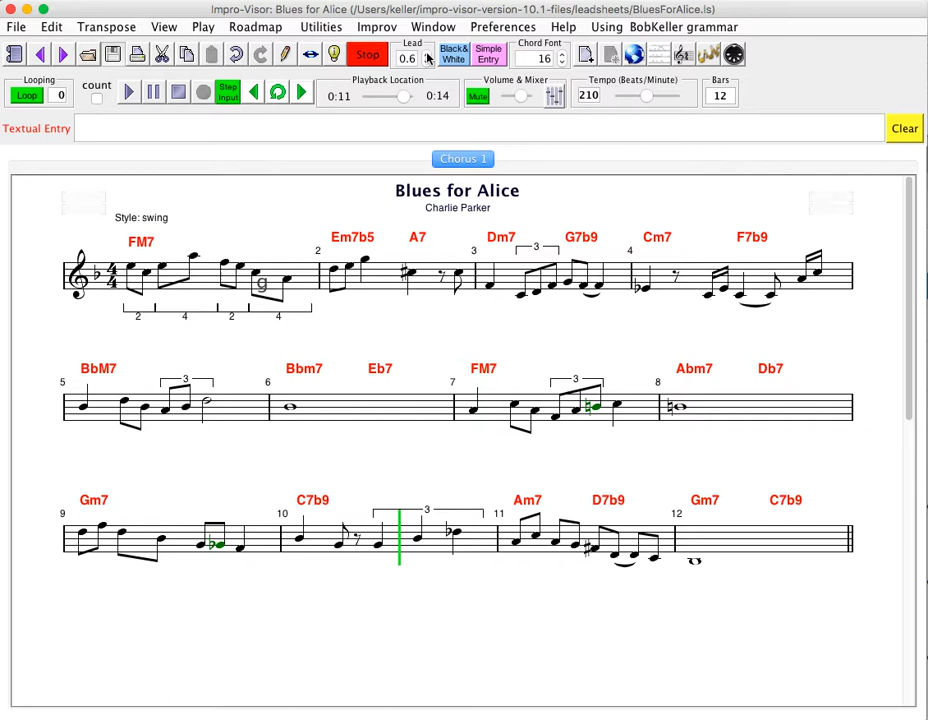 Impro-Visor: Blues for Alice (/Users/keller/impro-visor-version-10.1-files/leadsheets/BluesForAlice.ls)
File Edit Transpose View Play Roadmap Utilities Improv Window Preferences Help Using BobKeller grammar
Stop Lead 0.6 Black& White Simple Entry Chord Font 16
Looping Loop 0 count Step Input Playback Location 0:11 0:14 Volume & Mixer Mute Tempo (Beats/Minute) 210 Bars 12
Textual Entry Clear
Chorus 1
Blues for Alice
Charlie Parker
Style: swing
FM7 Em7b5 A7 Dm7 G7b9 Cm7 F7b9
2 3 3 4
4 4
g
2 4 2 4
BbM7 Bbm7 Eb7 FM7 Abm7 Db7
5 3 6 7 3 8
Gm7 C7b9 Am7 D7b9 Gm7 C7b9
9 10 3 11 12